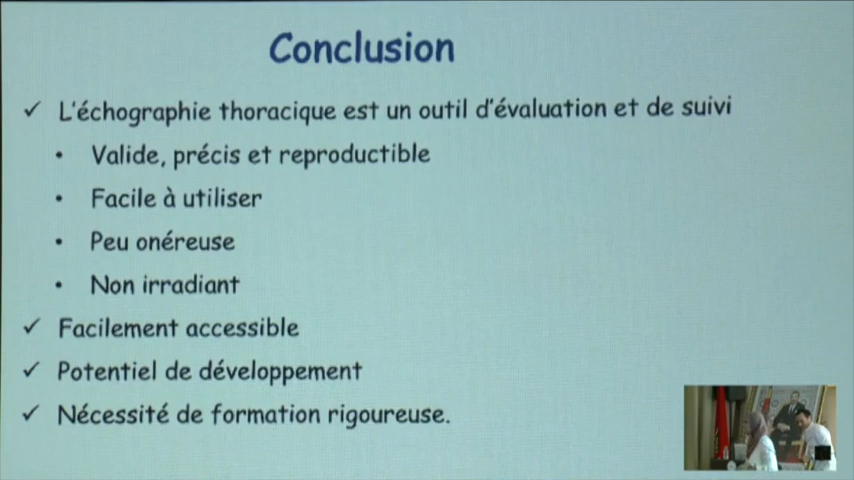 Conclusion
✓ L'échographie thoracique est un outil d'évaluation et de suivi
• Valide, précis et reproductible
• Facile à utiliser
• Peu onéreuse
• Non irradiant
✓ Facilement accessible
✓ Potentiel de développement
✓ Nécessité de formation rigoureuse.